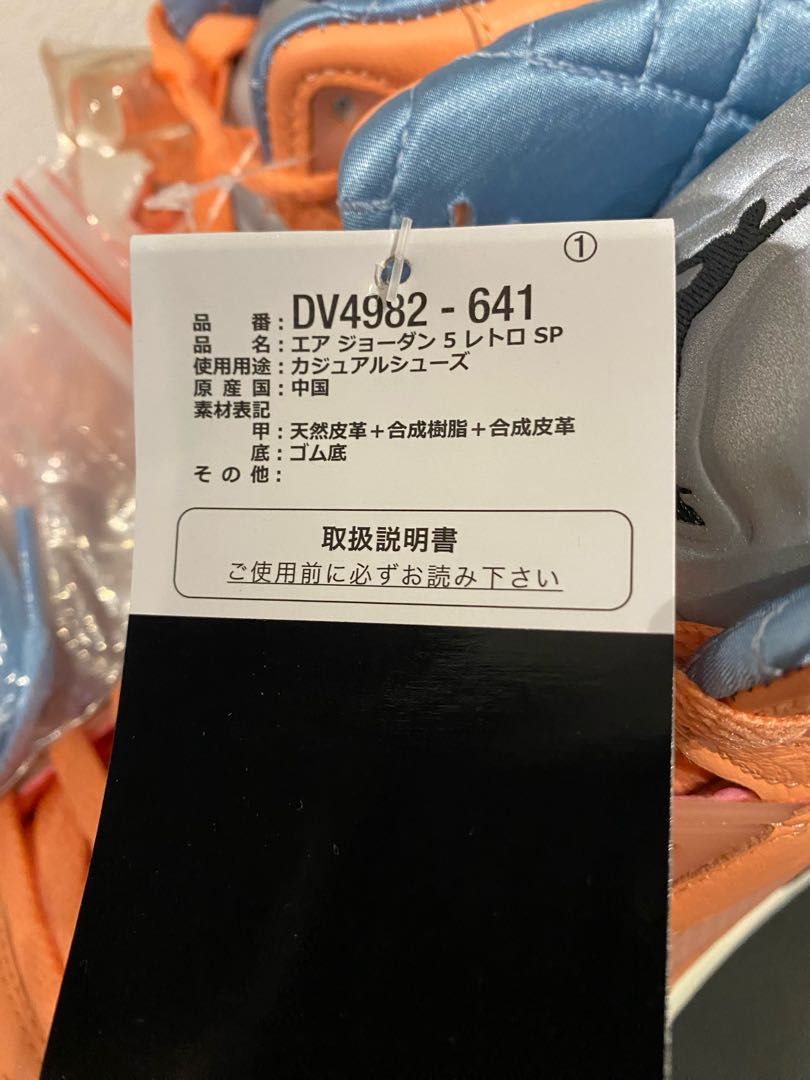 ①
品番:DV4982 - 641
品名:エア ジョーダン 5 レトロ SP
使用用途:カジュアルシューズ
原産国:中国
素材表記
甲:天然皮革+合成樹脂+合成皮革
底:ゴム底
その他:
取扱説明書
ご使用前に必ずお読み下さい